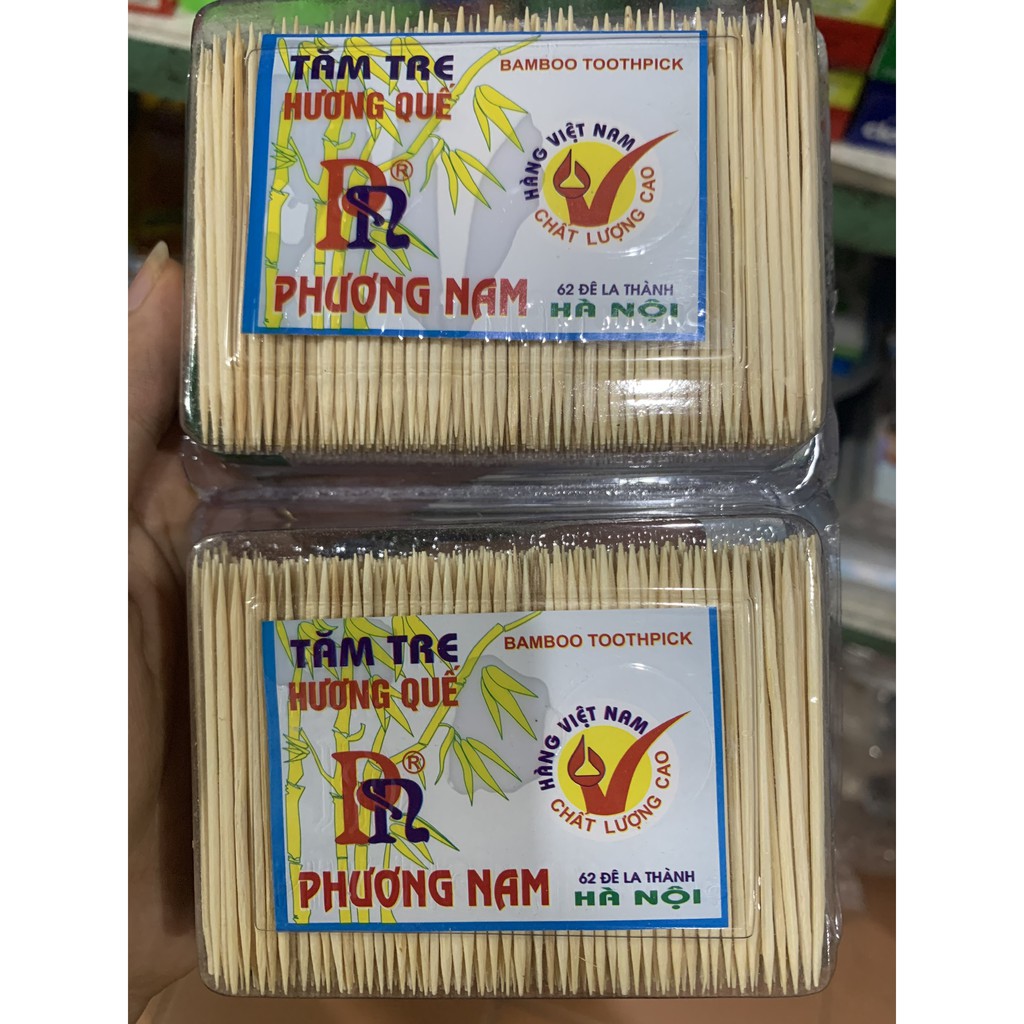 TĂM TRE
BAMBOO TOOTHPICK
HƯƠNG QUẾ
HÀNG VIỆT NAM
CHẤT LƯỢNG CAO
PN®
PHƯƠNG NAM
62 ĐÊ LA THÀNH
HÀ NỘI
TĂM TRE
BAMBOO TOOTHPICK
HƯƠNG QUẾ
HÀNG VIỆT NAM
CHẤT LƯỢNG CAO
PN®
PHƯƠNG NAM
62 ĐÊ LA THÀNH
HÀ NỘI